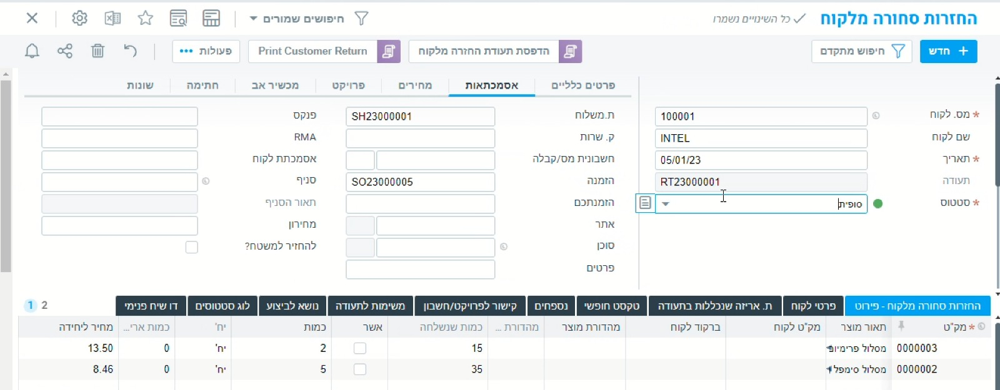 החזרות סחורה מלקוח
כל השינויים נשמרו
חיפושים שמורים
+ חדש
חיפוש מתקדם
הדפסת תעודת החזרה מלקוח
Print Customer Return
פעולות
מס. לקוח * 100001
שם לקוח INTEL
תאריך * 05/01/23
תעודה RT23000001
סטטוס * סופית
פרטים כלליים אסמכתאות מחירים פרויקט מכשיר אב חתימה שונות
ת.משלוח SH23000001
ק. שרות
חשבונית מס/קבלה
הזמנה SO23000005
הזמנתכם
אתר
סוכן
פרטים
פנקס
RMA
אסמכתת לקוח
סניף
תאור הסניף
מחירון
להחזיר למשטח?
החזרות סחורה מלקוח - פירוט פרטי לקוח ת. אריזה שנכללות בתעודה טקסט חופשי נספחים קישור לפרויקט/חשבון משימות לתעודה נושא לביצוע לוג סטטוסים דו שיח פנימי
1 2
מק"ט * תאור מוצר מק"ט לקוח ברקוד לקוח מהדורת מוצר מהדורת ... כמות שנשלחה אשר כמות יח' כמות ארי... מחיר ליחידה
0000003 מסלול פרימיום 15 2 יח' 0 13.50
0000002 מסלול סימפל 35 5 יח' 0 8.46